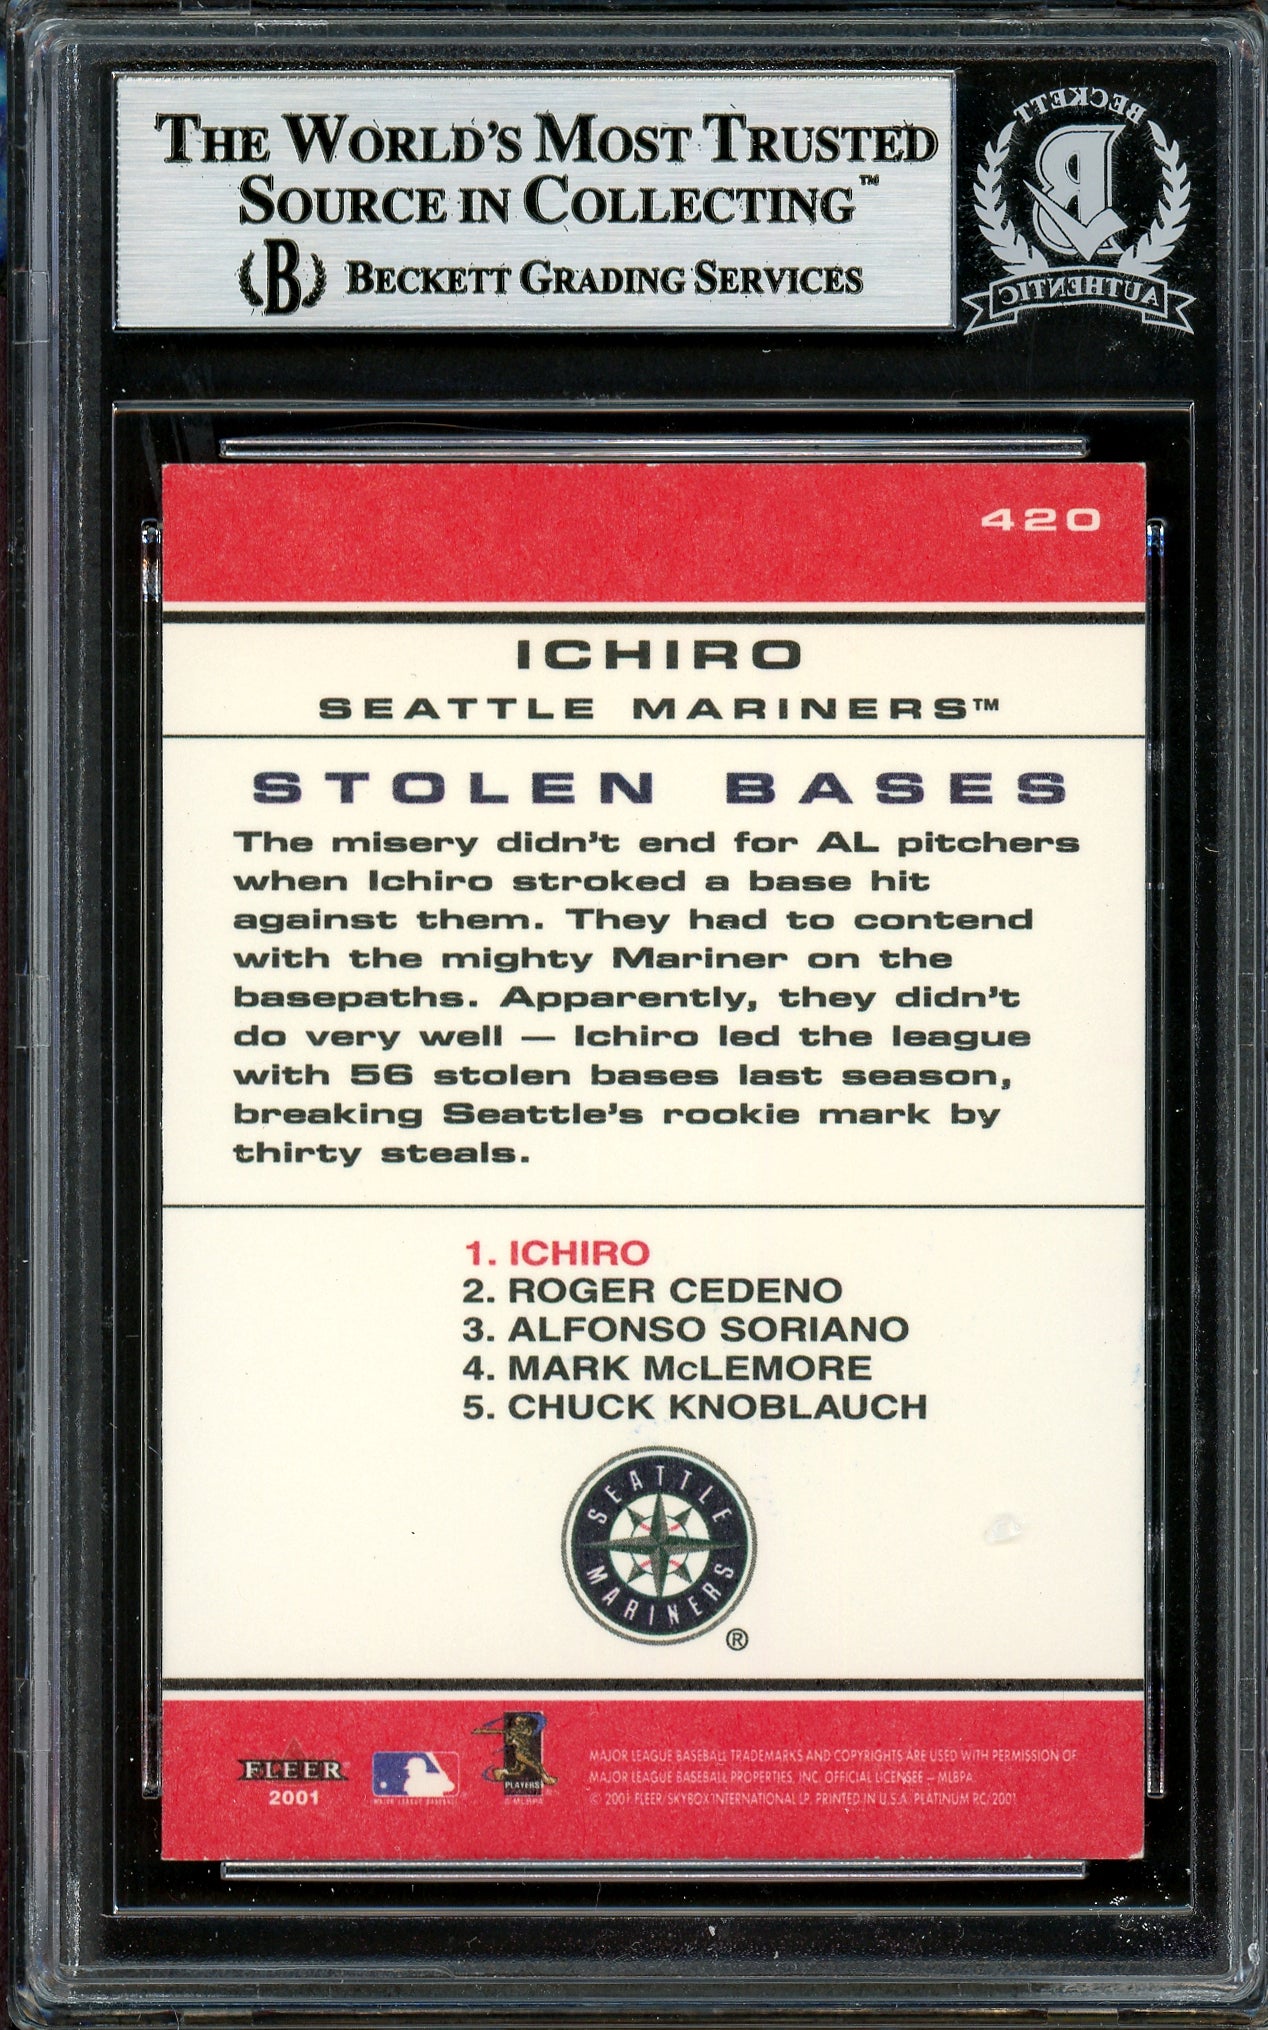 THE WORLD'S MOST TRUSTED
SOURCE IN COLLECTING™
B BECKETT GRADING SERVICES
BECKETT
B
AUTHENTIC
420
ICHIRO
SEATTLE MARINERS™
STOLEN BASES
The misery didn't end for AL pitchers
when Ichiro stroked a base hit
against them. They had to contend
with the mighty Mariner on the
basepaths. Apparently, they didn't
do very well — Ichiro led the league
with 56 stolen bases last season,
breaking Seattle's rookie mark by
thirty steals.
1. ICHIRO
2. ROGER CEDENO
3. ALFONSO SORIANO
4. MARK McLEMORE
5. CHUCK KNOBLAUCH
SEATTLE
MARINERS
®
FLEER
2001
MAJOR LEAGUE BASEBALL
PLAYERS
© MLBPA
MAJOR LEAGUE BASEBALL TRADEMARKS AND COPYRIGHTS ARE USED WITH PERMISSION OF
MAJOR LEAGUE BASEBALL PROPERTIES, INC. OFFICIAL LICENSEE – MLBPA
© 2001 FLEER/SKYBOX INTERNATIONAL LP. PRINTED IN U.S.A. PLATINUM RC/2001